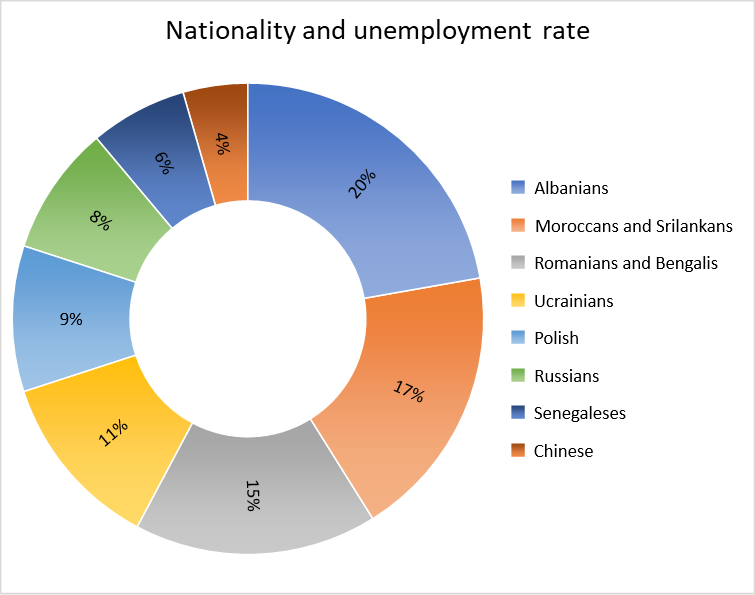 Nationality and unemployment rate
4%
20%
6%
8%
9%
17%
11%
15%
Albanians
Moroccans and Srilankans
Romanians and Bengalis
Ucrainians
Polish
Russians
Senegaleses
Chinese